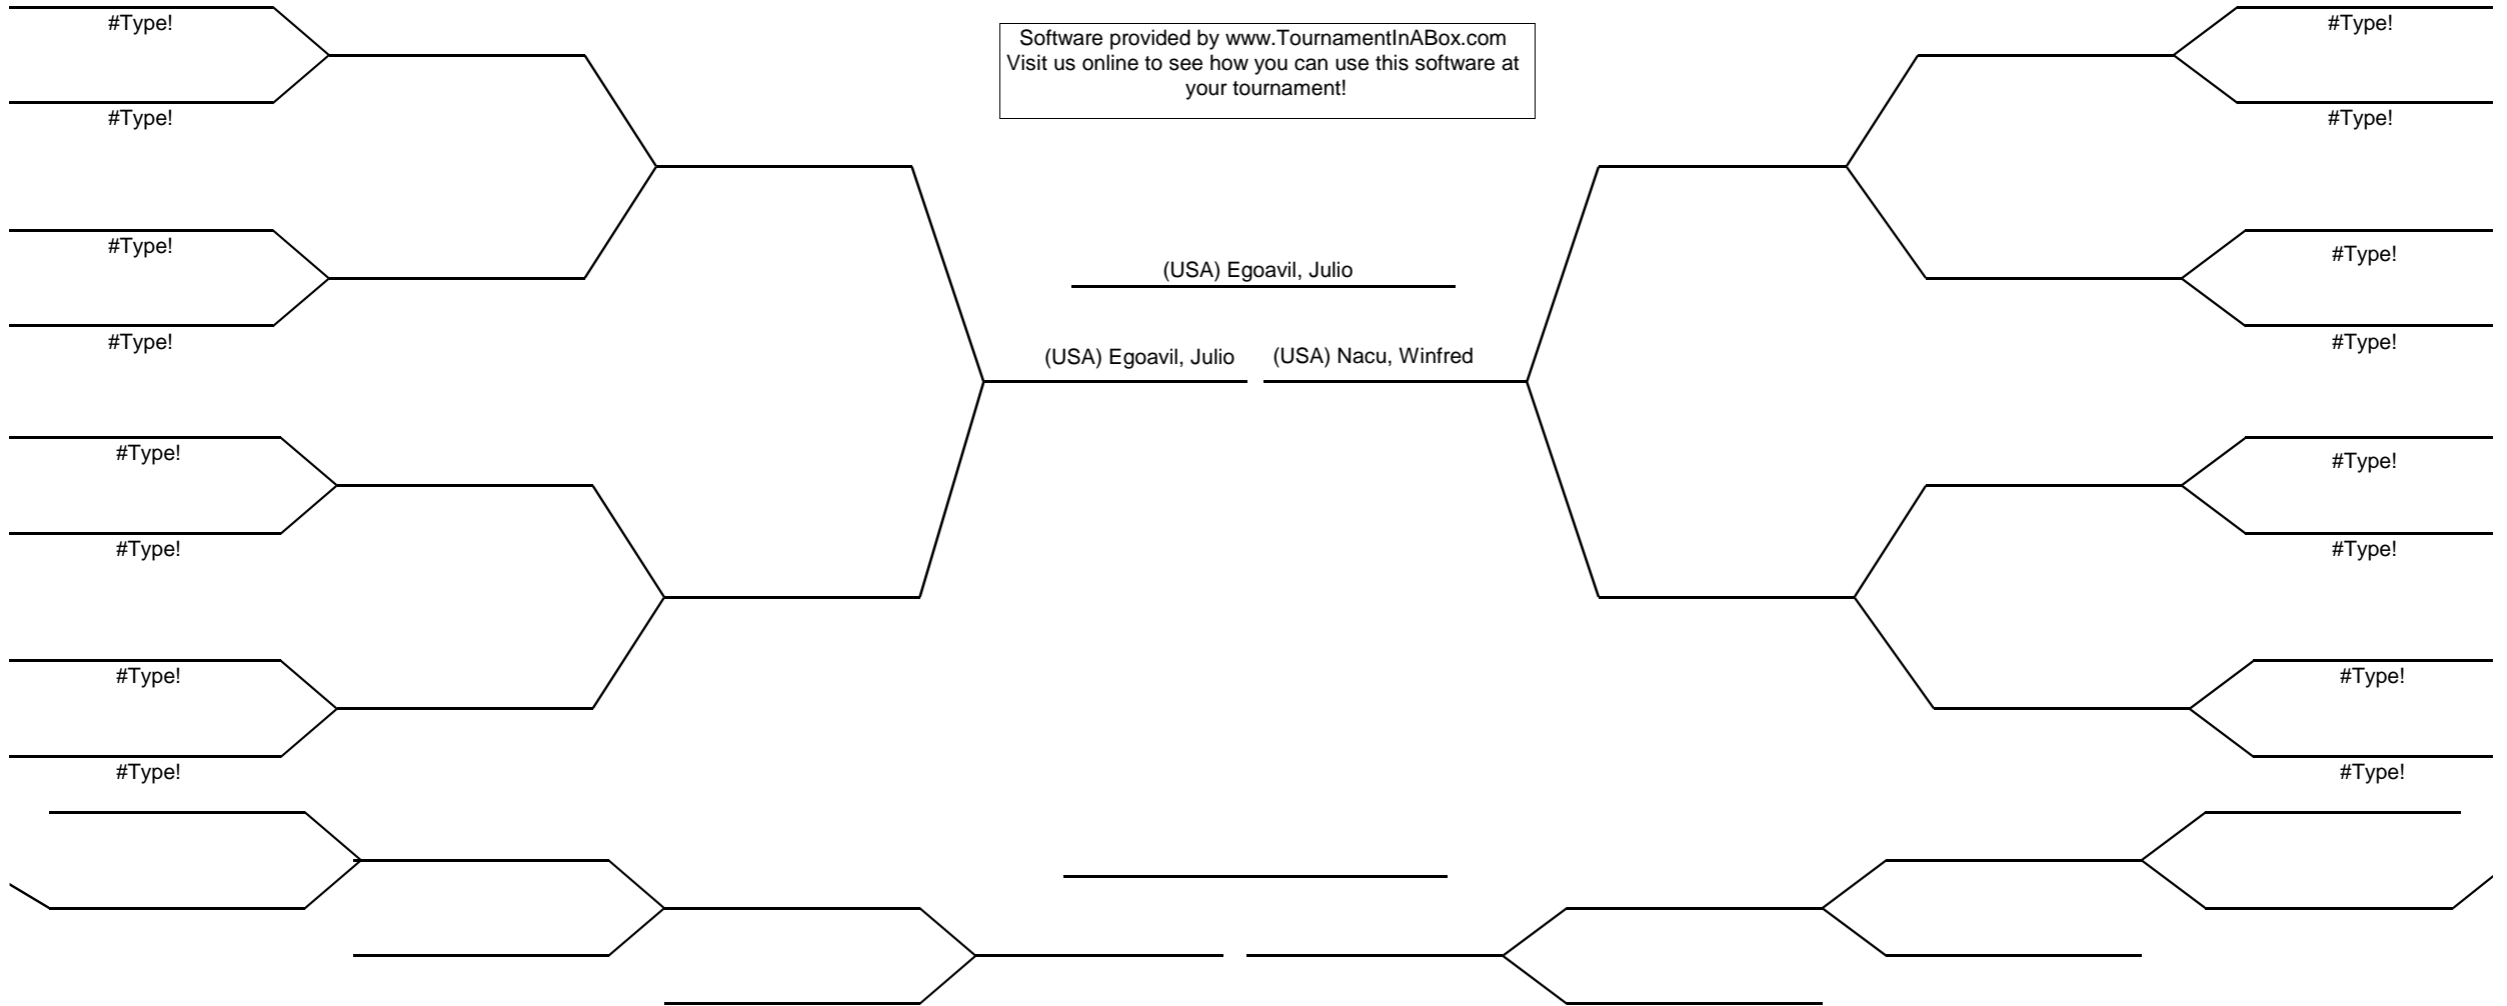 #Type!
#Type!
Software provided by www.TournamentInABox.com
Visit us online to see how you can use this software at
your tournament!
#Type!
#Type!
#Type!
#Type!
(USA) Egoavil, Julio
#Type!
#Type!
(USA) Egoavil, Julio
(USA) Nacu, Winfred
#Type!
#Type!
#Type!
#Type!
#Type!
#Type!
#Type!
#Type!